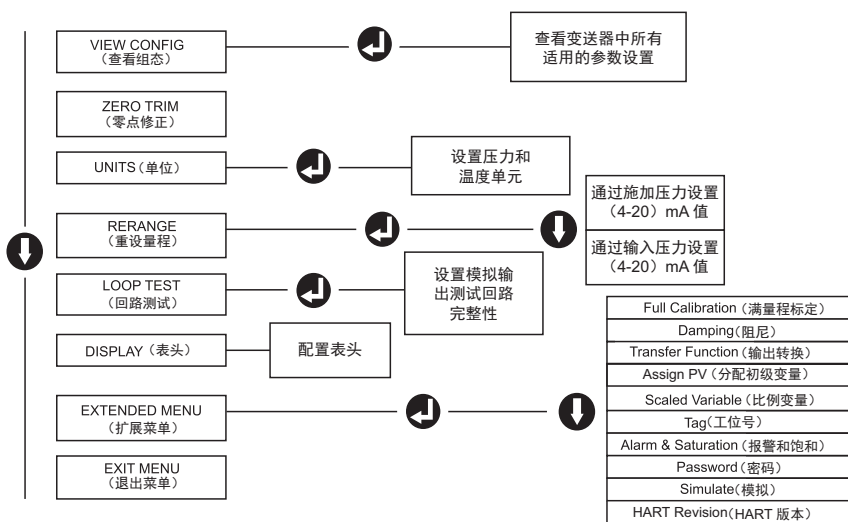 VIEW CONFIG
（查看组态）
查看变送器中所有
适用的参数设置
ZERO TRIM
（零点修正）
UNITS（单位）
设置压力和
温度单元
RERANGE
（重设量程）
通过施加压力设置
（4-20）mA 值
通过输入压力设置
（4-20）mA 值
LOOP TEST
（回路测试）
设置模拟输
出测试回路
完整性
DISPLAY（表头）
配置表头
EXTENDED MENU
（扩展菜单）
Full Calibration（满量程标定）
Damping（阻尼）
Transfer Function（输出转换）
Assign PV（分配初级变量）
Scaled Variable（比例变量）
Tag（工位号）
Alarm & Saturation（报警和饱和）
Password（密码）
Simulate（模拟）
HART Revision（HART 版本）
EXIT MENU
（退出菜单）